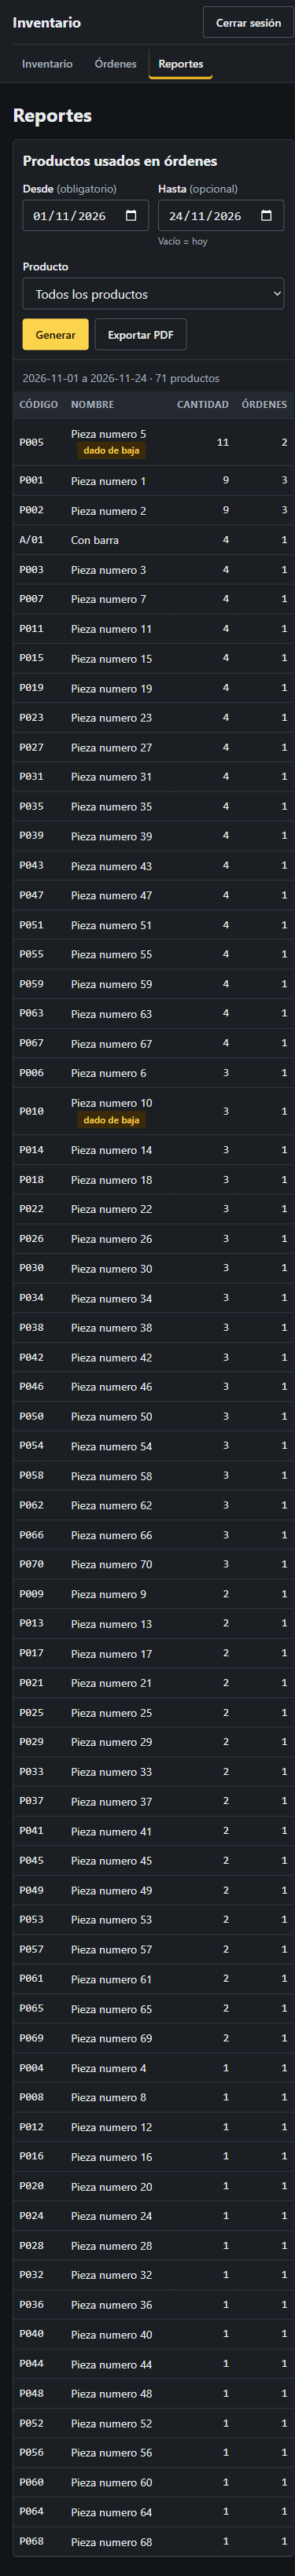 Inventario
Cerrar sesión
Inventario Órdenes Reportes
Reportes
Productos usados en órdenes
Desde (obligatorio) Hasta (opcional)
01/11/2026 24/11/2026
Vacío = hoy
Producto
Todos los productos
Generar Exportar PDF
2026-11-01 a 2026-11-24 · 71 productos
CÓDIGO NOMBRE CANTIDAD ÓRDENES
P005 Pieza numero 5 11 2
dado de baja
P001 Pieza numero 1 9 3
P002 Pieza numero 2 9 3
A/01 Con barra 4 1
P003 Pieza numero 3 4 1
P007 Pieza numero 7 4 1
P011 Pieza numero 11 4 1
P015 Pieza numero 15 4 1
P019 Pieza numero 19 4 1
P023 Pieza numero 23 4 1
P027 Pieza numero 27 4 1
P031 Pieza numero 31 4 1
P035 Pieza numero 35 4 1
P039 Pieza numero 39 4 1
P043 Pieza numero 43 4 1
P047 Pieza numero 47 4 1
P051 Pieza numero 51 4 1
P055 Pieza numero 55 4 1
P059 Pieza numero 59 4 1
P063 Pieza numero 63 4 1
P067 Pieza numero 67 4 1
P006 Pieza numero 6 3 1
P010 Pieza numero 10 3 1
dado de baja
P014 Pieza numero 14 3 1
P018 Pieza numero 18 3 1
P022 Pieza numero 22 3 1
P026 Pieza numero 26 3 1
P030 Pieza numero 30 3 1
P034 Pieza numero 34 3 1
P038 Pieza numero 38 3 1
P042 Pieza numero 42 3 1
P046 Pieza numero 46 3 1
P050 Pieza numero 50 3 1
P054 Pieza numero 54 3 1
P058 Pieza numero 58 3 1
P062 Pieza numero 62 3 1
P066 Pieza numero 66 3 1
P070 Pieza numero 70 3 1
P009 Pieza numero 9 2 1
P013 Pieza numero 13 2 1
P017 Pieza numero 17 2 1
P021 Pieza numero 21 2 1
P025 Pieza numero 25 2 1
P029 Pieza numero 29 2 1
P033 Pieza numero 33 2 1
P037 Pieza numero 37 2 1
P041 Pieza numero 41 2 1
P045 Pieza numero 45 2 1
P049 Pieza numero 49 2 1
P053 Pieza numero 53 2 1
P057 Pieza numero 57 2 1
P061 Pieza numero 61 2 1
P065 Pieza numero 65 2 1
P069 Pieza numero 69 2 1
P004 Pieza numero 4 1 1
P008 Pieza numero 8 1 1
P012 Pieza numero 12 1 1
P016 Pieza numero 16 1 1
P020 Pieza numero 20 1 1
P024 Pieza numero 24 1 1
P028 Pieza numero 28 1 1
P032 Pieza numero 32 1 1
P036 Pieza numero 36 1 1
P040 Pieza numero 40 1 1
P044 Pieza numero 44 1 1
P048 Pieza numero 48 1 1
P052 Pieza numero 52 1 1
P056 Pieza numero 56 1 1
P060 Pieza numero 60 1 1
P064 Pieza numero 64 1 1
P068 Pieza numero 68 1 1